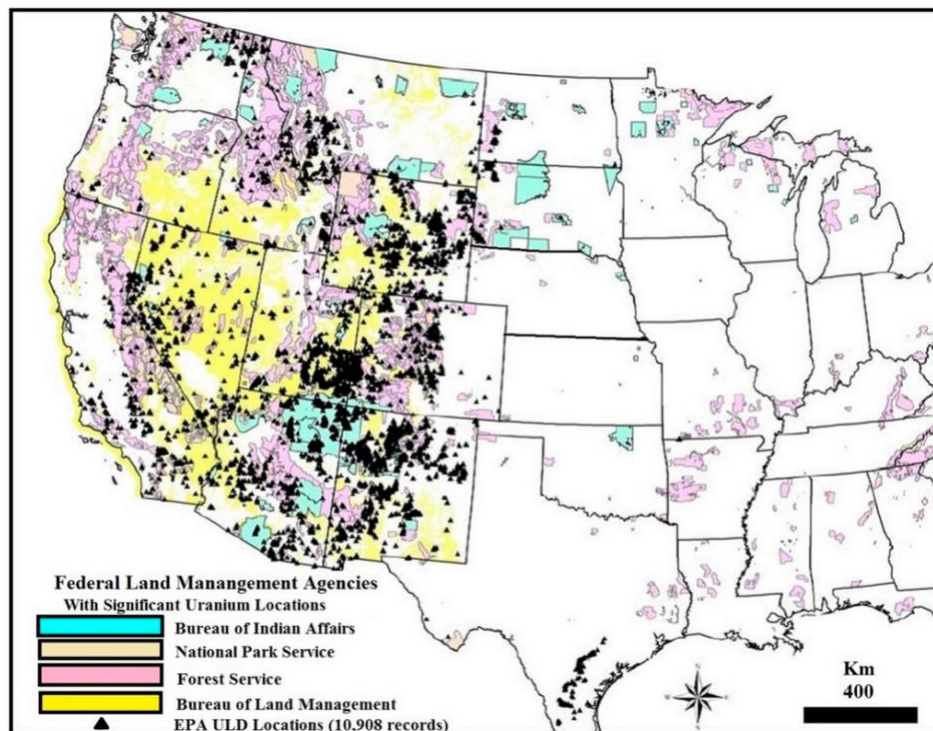 Federal Land Manangement Agencies
With Significant Uranium Locations
Bureau of Indian Affairs
National Park Service
Forest Service
Bureau of Land Management
EPA ULD Locations (10,908 records)
N
W E
S
Km
400